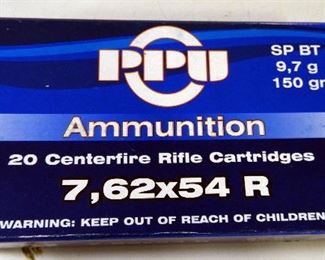 PPU
SP BT
9,7 g
150 gr
Ammunition
20 Centerfire Rifle Cartridges
7,62x54 R
WARNING: KEEP OUT OF REACH OF CHILDREN